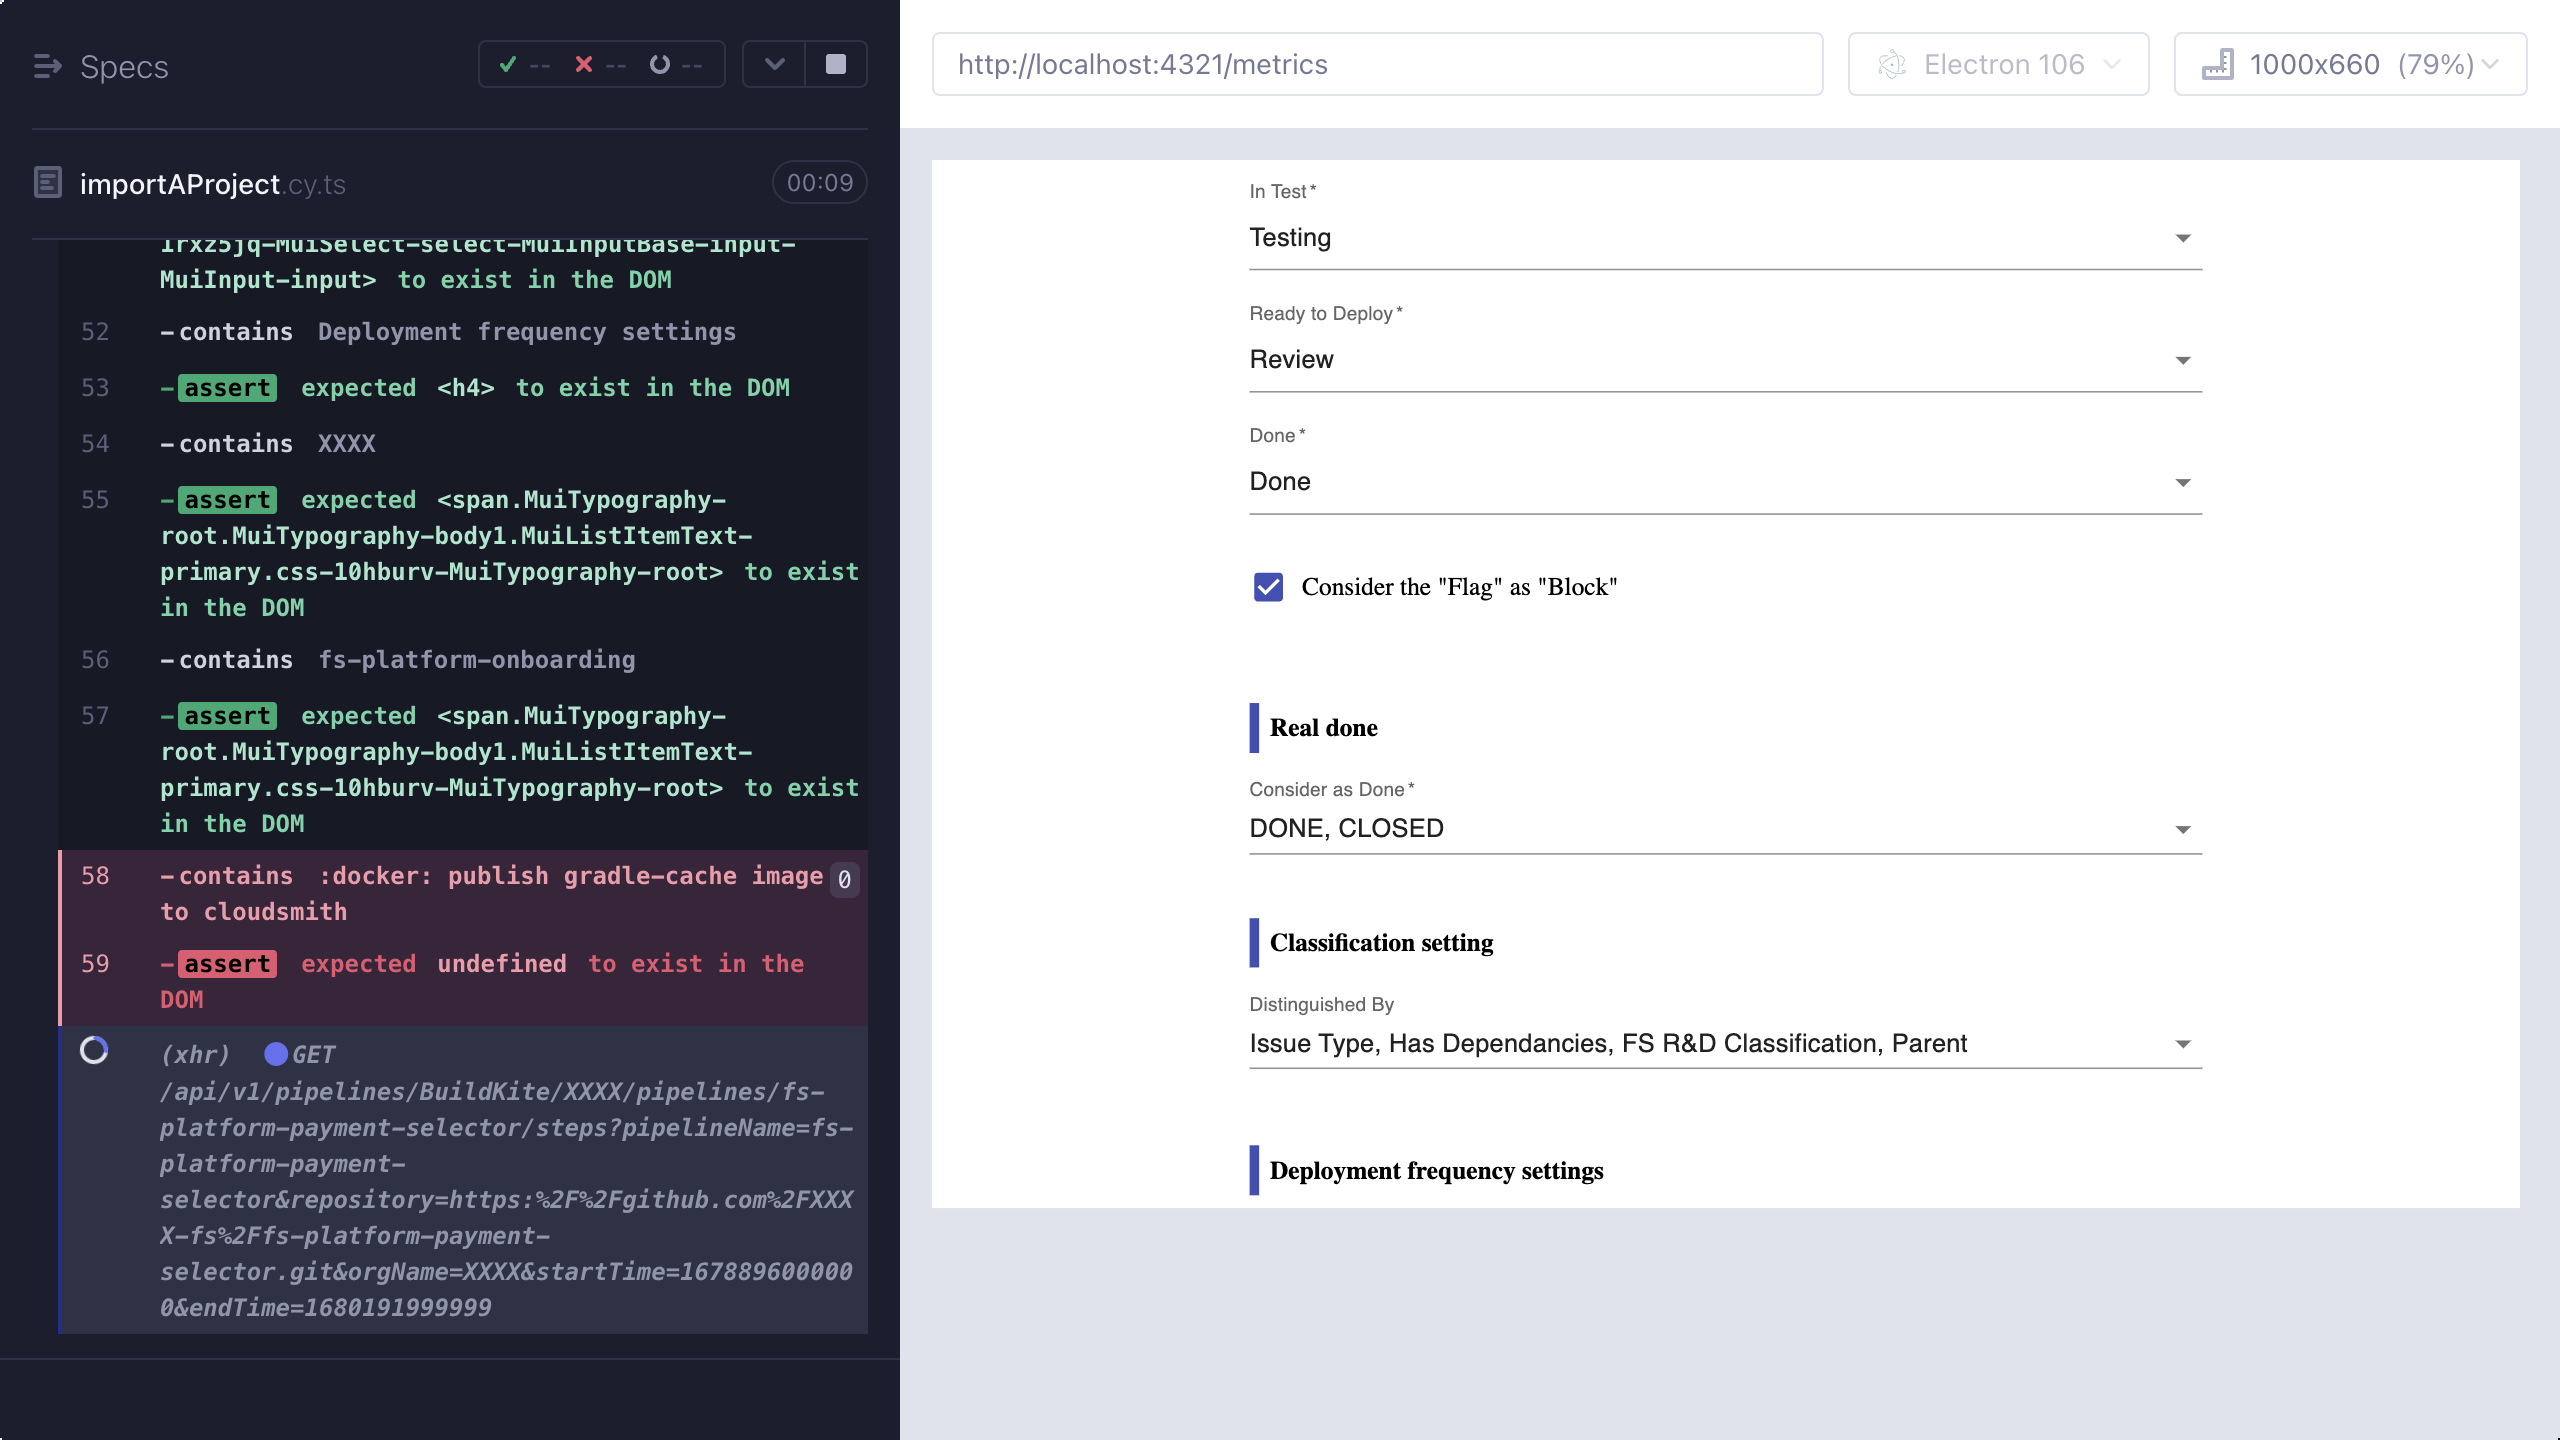 Specs
-- -- --
importAProject.cy.ts
00:09
1rxz5jq-MuiSelect-select-MuiInputBase-input-
MuiInput-input> to exist in the DOM
52 -contains Deployment frequency settings
53 -assert expected <h4> to exist in the DOM
54 -contains XXXX
55 -assert expected <span.MuiTypography-
root.MuiTypography-body1.MuiListItemText-
primary.css-10hburv-MuiTypography-root> to exist
in the DOM
56 -contains fs-platform-onboarding
57 -assert expected <span.MuiTypography-
root.MuiTypography-body1.MuiListItemText-
primary.css-10hburv-MuiTypography-root> to exist
in the DOM
58 -contains :docker: publish gradle-cache image 0
to cloudsmith
59 -assert expected undefined to exist in the
DOM
(xhr) GET
/api/v1/pipelines/BuildKite/XXXX/pipelines/fs-
platform-payment-selector/steps?pipelineName=fs-
platform-payment-
selector&repository=https:%2F%2Fgithub.com%2FXXX
X-fs%2Ffs-platform-payment-
selector.git&orgName=XXXX&startTime=167889600000
0&endTime=1680191999999
http://localhost:4321/metrics
Electron 106
1000x660 (79%)
In Test*
Testing
Ready to Deploy*
Review
Done*
Done
Consider the "Flag" as "Block"
Real done
Consider as Done*
DONE, CLOSED
Classification setting
Distinguished By
Issue Type, Has Dependancies, FS R&D Classification, Parent
Deployment frequency settings